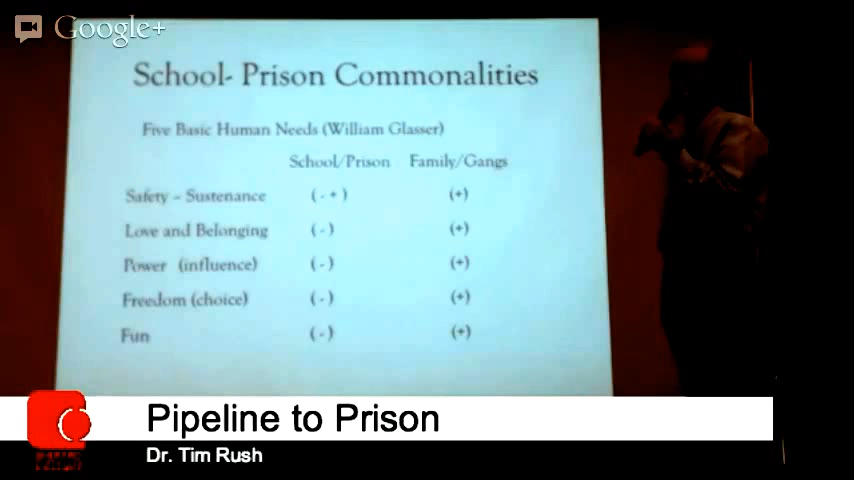 Google+
School- Prison Commonalities
Five Basic Human Needs (William Glasser)
School/Prison Family/Gangs
Safety – Sustenance ( - + ) (+)
Love and Belonging ( - ) (+)
Power (influence) ( - ) (+)
Freedom (choice) ( - ) (+)
Fun ( - ) (+)
Pipeline to Prison
Dr. Tim Rush